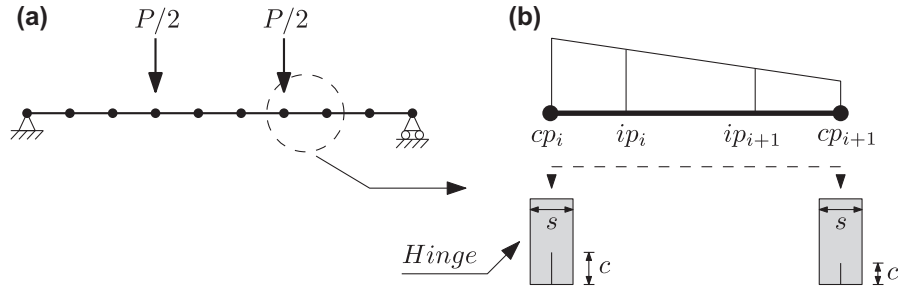 (a)
P/2 P/2
(b)
cp_i ip_i ip_{i+1} cp_{i+1}
s s
Hinge c c